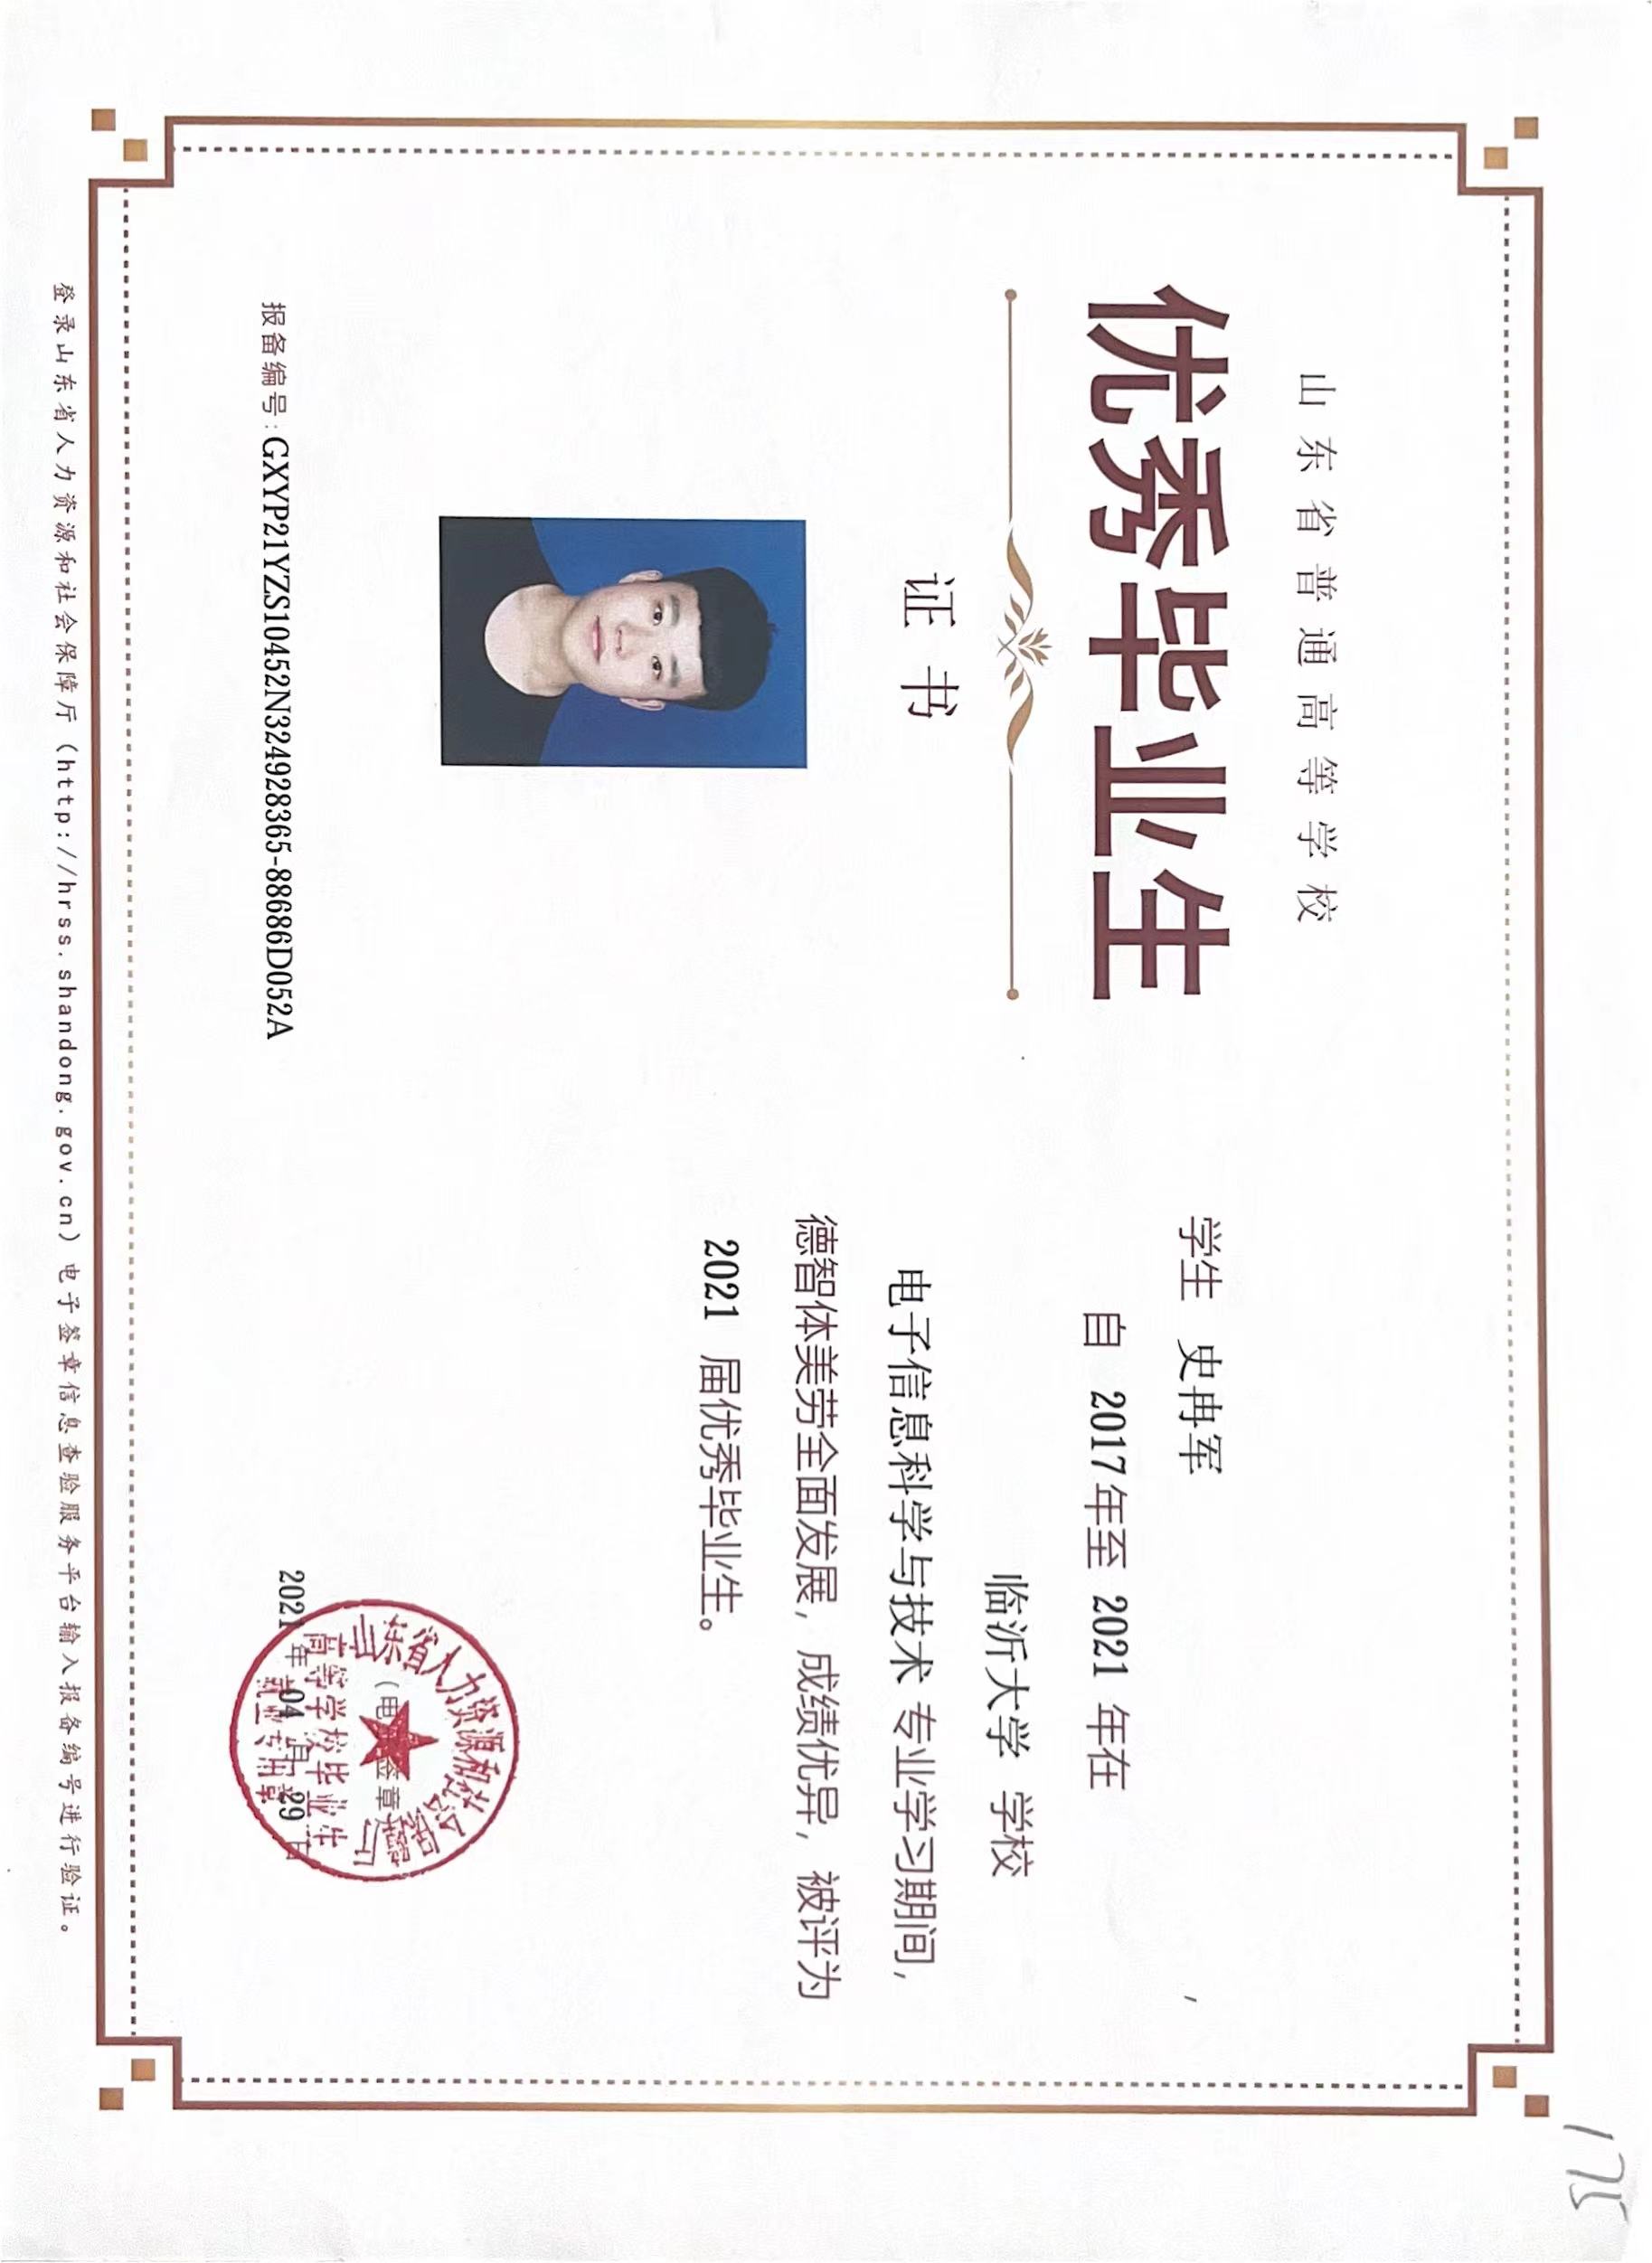 175
山东省普通高等学校
优秀毕业生
证书
学生 史冉军 ,
自 2017年至 2021 年在
临沂大学 学校
电子信息科学与技术 专业学习期间,
德智体美劳全面发展，成绩优异，被评为
2021 届优秀毕业生。
山东省人力资源和社会保障厅
（电子签章）
高等学校毕业生
2021 年 04 月 29 日
就业专用章
报备编号:GXYP21YZS10452N324928365-88686D052A
登录山东省人力资源和社会保障厅（http://hrss.shandong.gov.cn）电子签章信息查验服务平台输入报备编号进行验证。